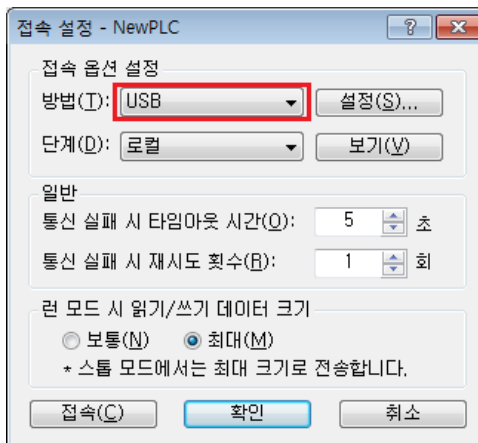 접속 설정 - NewPLC
접속 옵션 설정
방법(T): USB 설정(S)...
단계(D): 로컬 보기(V)
일반
통신 실패 시 타임아웃 시간(O): 5 초
통신 실패 시 재시도 횟수(R): 1 회
런 모드 시 읽기/쓰기 데이터 크기
보통(N) 최대(M)
* 스톱 모드에서는 최대 크기로 전송합니다.
접속(C) 확인 취소